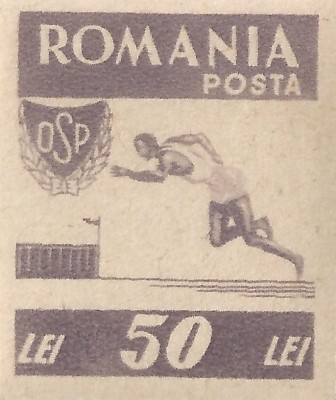 ROMANIA
POSTA
OSP
LEI 50 LEI